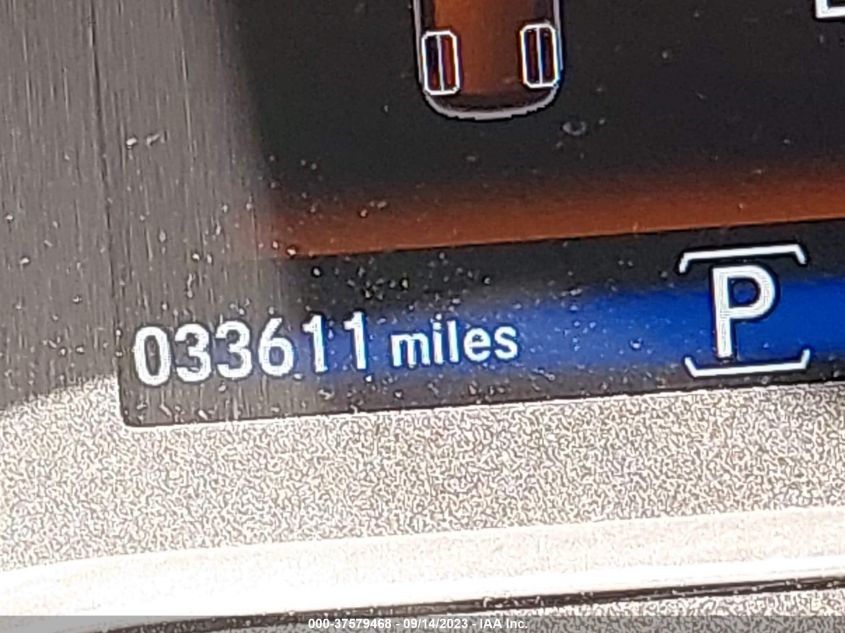 P
033611 miles
000-37579468 - 09/14/2023 - IAA Inc.